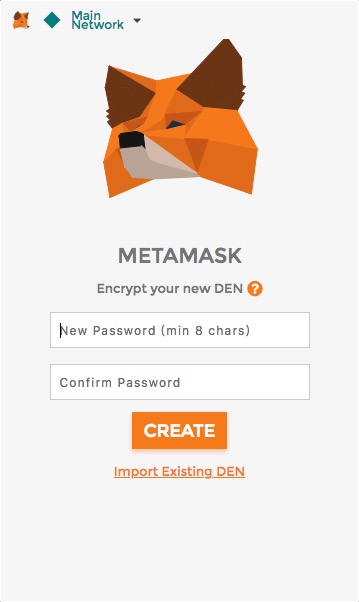 Main
Network
METAMASK
Encrypt your new DEN ?
New Password (min 8 chars)
Confirm Password
CREATE
Import Existing DEN